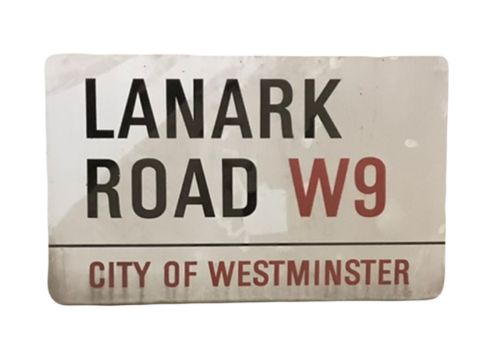 LANARK
ROAD W9
CITY OF WESTMINSTER